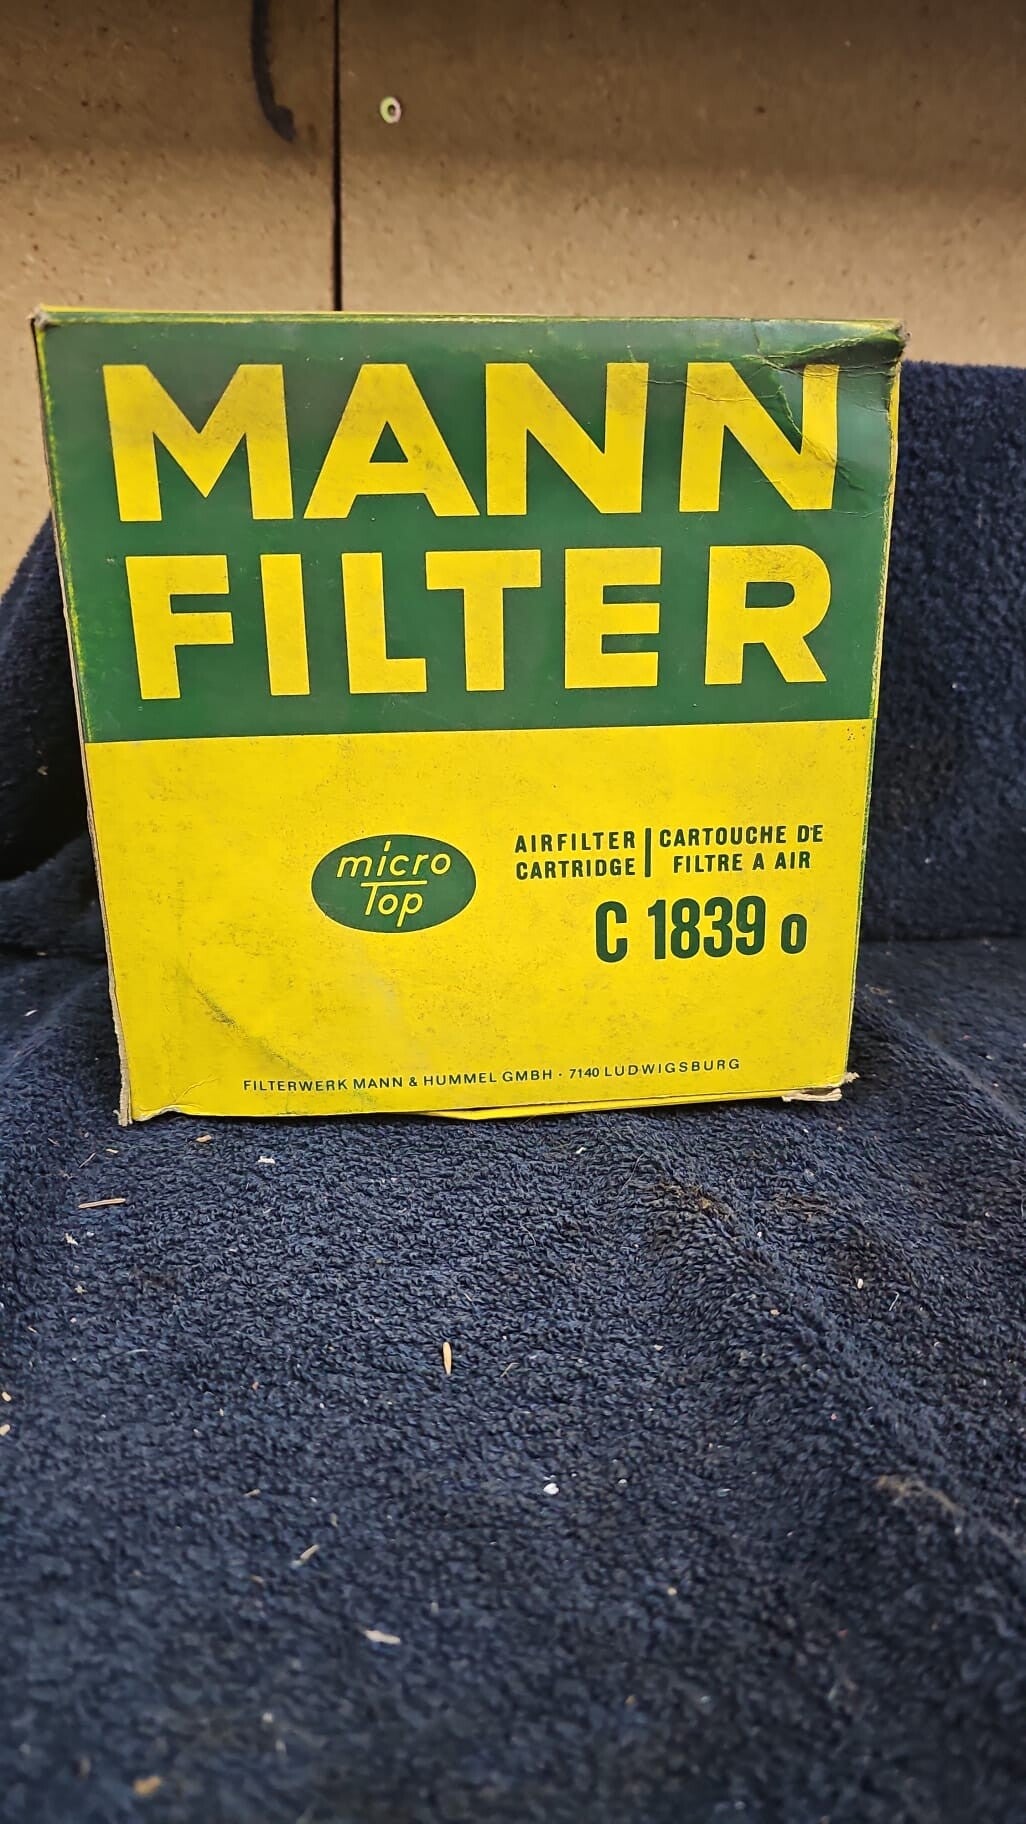 MANN
FILTER
micro
Top
AIRFILTER
CARTRIDGE
CARTOUCHE DE
FILTRE A AIR
C 1839 o
FILTERWERK MANN & HUMMEL GMBH · 7140 LUDWIGSBURG